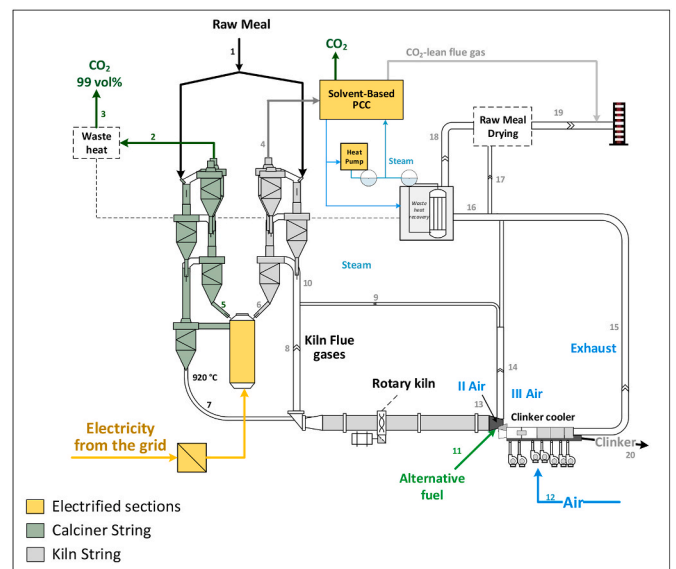 Raw Meal
1
CO2
CO2-lean flue gas
CO2
99 vol%
Solvent-Based
PCC
3
2
4
19
Waste
heat
Raw Meal
Drying
18
Heat
Pump
Steam
17
Waste
heat
recovery
16
Steam
10
5
6
9
15
Kiln Flue
gases
8
Exhaust
920 °C
14
Rotary kiln
II Air
III Air
7
13
Clinker cooler
Electricity
from the grid
Clinker
20
11
Alternative
fuel
12
Air
Electrified sections
Calciner String
Kiln String